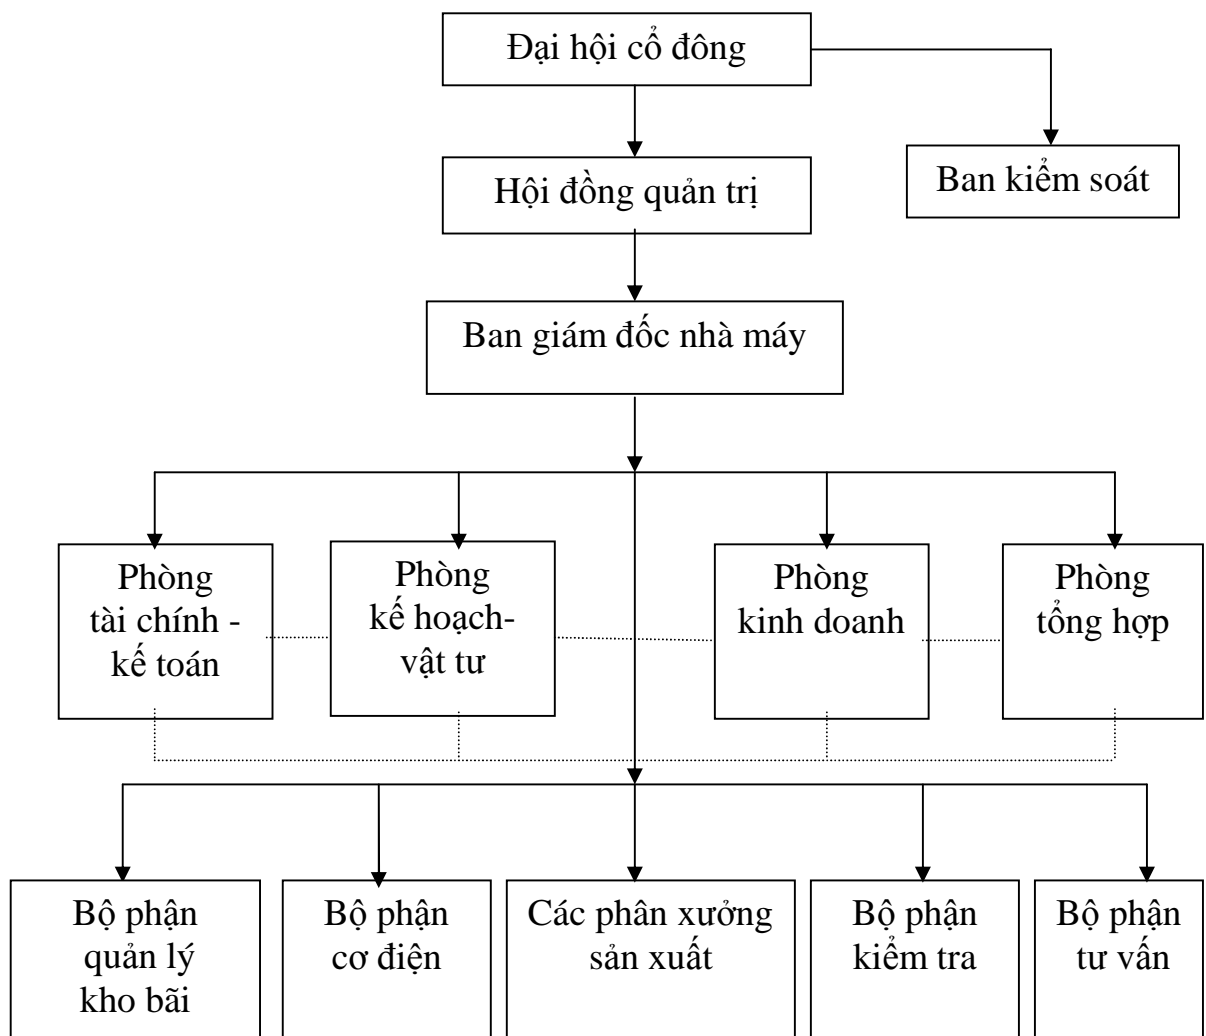 Đại hội cổ đông
Ban kiểm soát
Hội đồng quản trị
Ban giám đốc nhà máy
Phòng
tài chính -
kế toán
Phòng
kế hoạch-
vật tư
Phòng
kinh doanh
Phòng
tổng hợp
Bộ phận
quản lý
kho bãi
Bộ phận
cơ điện
Các phân xưởng
sản xuất
Bộ phận
kiểm tra
Bộ phận
tư vấn